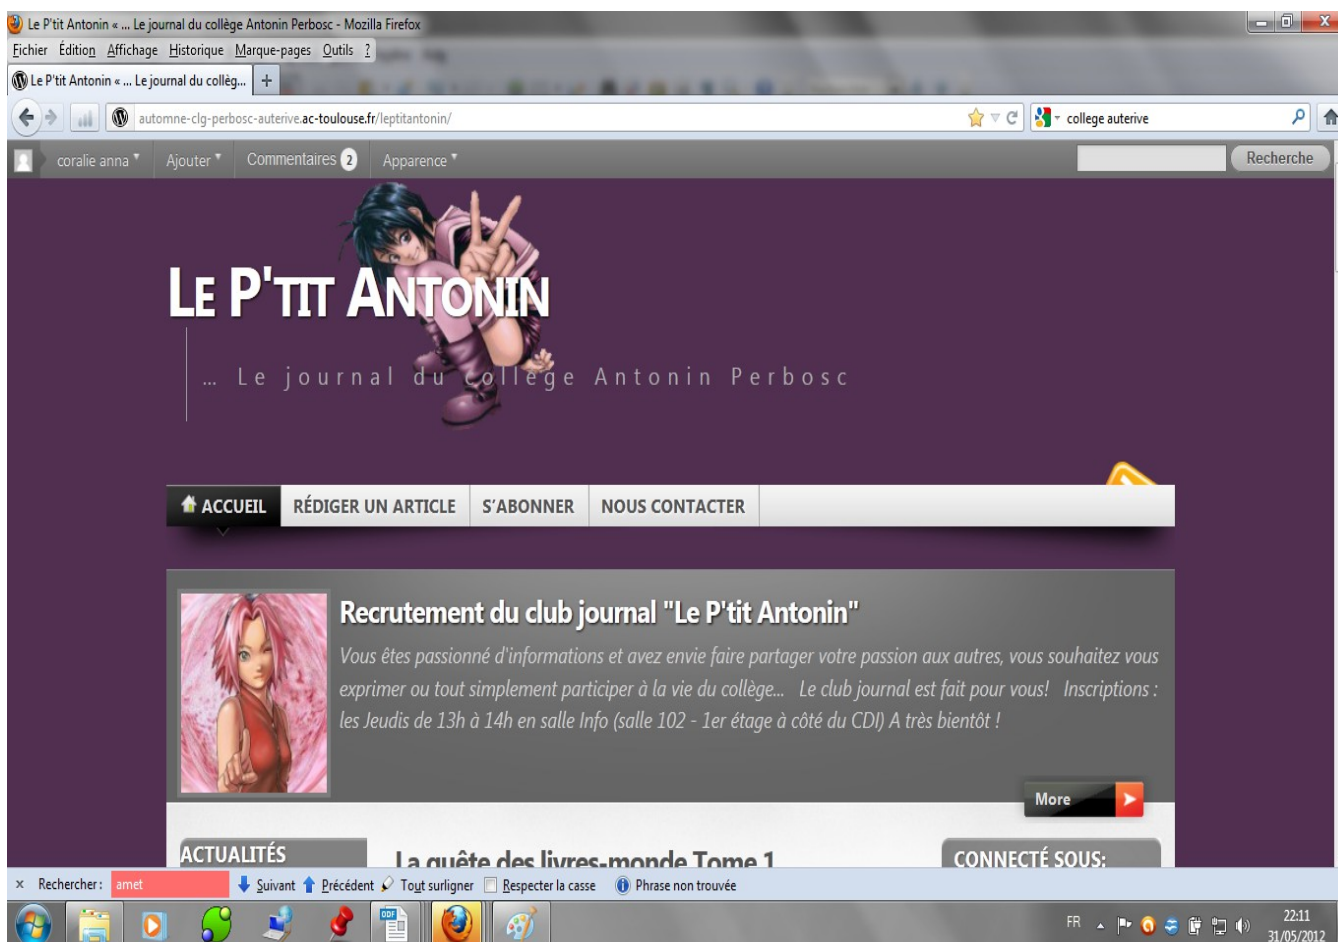 Le P'tit Antonin « ... Le journal du collège Antonin Perbosc - Mozilla Firefox
Fichier Édition Affichage Historique Marque-pages Outils ?
Le P'tit Antonin « ... Le journal du collèg... +
automne-clg-perbosc-auterive.ac-toulouse.fr/leptitantonin/ college auterive
coralie anna Ajouter Commentaires 2 Apparence Recherche
LE P'TIT ANTONIN
... Le journal du collège Antonin Perbosc
ACCUEIL RÉDIGER UN ARTICLE S'ABONNER NOUS CONTACTER
Recrutement du club journal "Le P'tit Antonin"
Vous êtes passionné d'informations et avez envie faire partager votre passion aux autres, vous souhaitez vous
exprimer ou tout simplement participer à la vie du collège... Le club journal est fait pour vous! Inscriptions :
les Jeudis de 13h à 14h en salle Info (salle 102 - 1er étage à côté du CDI) A très bientôt !
More
ACTUALITÉS La quête des livres-monde Tome 1 CONNECTÉ SOUS:
x Rechercher: amet Suivant Précédent Tout surligner Respecter la casse Phrase non trouvée
ODF
FR 22:11
31/05/2012